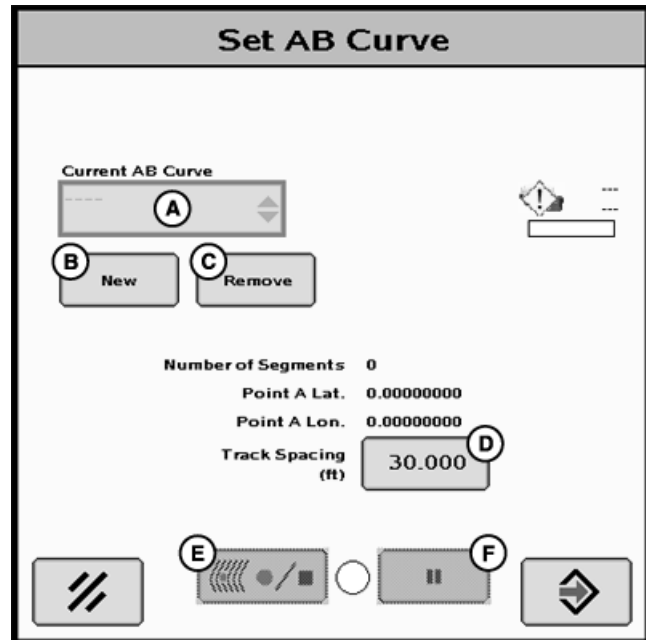 Set AB Curve
Current AB Curve
----
A
B
C
New
Remove
---
---
Number of Segments 0
Point A Lat. 0.00000000
Point A Lon. 0.00000000
Track Spacing
(ft)
30.000
D
E
F